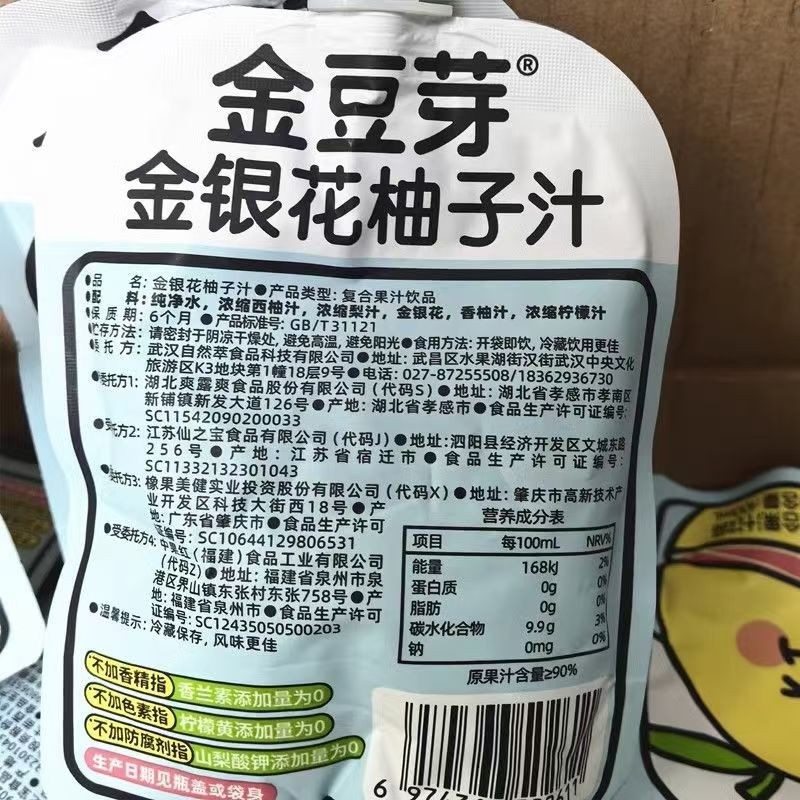 金豆芽®
金银花柚子汁
●品 名: 金银花柚子汁●产品类型: 复合果汁饮品
●配 料: 纯净水，浓缩西柚汁，浓缩梨汁，金银花，香柚汁，浓缩柠檬汁
●保质期: 6个月 ●产品标准号: GB/T31121
●贮存方法: 请密封于阴凉干燥处, 避免高温, 避免阳光●食用方法: 开袋即饮, 冷藏饮用更佳
托方: 武汉自然萃食品科技有限公司●地址: 武昌区水果湖街汉街武汉中央文化
旅游区K3地块第1幢18层9号●电话: 027-87255508/18362936730
●委托方1: 湖北爽露爽食品股份有限公司（代码S）●地址: 湖北省孝感市孝南区
新铺镇新发大道126号●产地: 湖北省孝感市●食品生产许可证编号:
SC11542090200033
托方2: 江苏仙之宝食品有限公司（代码J）●地址:泗阳县经济开发区文城东路
256号●产地: 江苏省宿迁市●食品生产许可证编号:
SC11332132301043
托方3: 橡果美健实业投资股份有限公司（代码X）●地址: 肇庆市高新技术产
业开发区科技大街西18号●产
地: 广东省肇庆市●食品生产许可
证编号: SC10644129806531
●受委托方4: 中果红（福建）食品工业有限公司
（代码Z）●地址: 福建省泉州市泉
港区界山镇东张村东张758号●产
地: 福建省泉州市●食品生产许可
证编号: SC12435050500203
●温馨提示: 冷藏保存, 风味更佳
营养成分表
项目 每100mL NRV%
能量 168kJ 2%
蛋白质 0g 0%
脂肪 0g 0%
碳水化合物 9.9g 3%
钠 0mg 0%
原果汁含量≥90%
不加香精指 香兰素添加量为0
不加色素指 柠檬黄添加量为0
不加防腐剂指 山梨酸钾添加量为0
生产日期见瓶盖或袋身